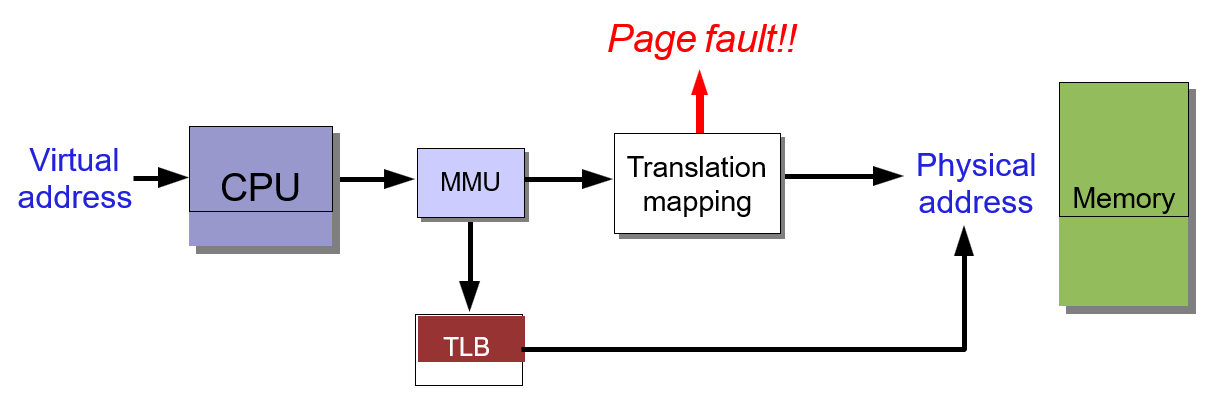 Page fault!!
Virtual
address
CPU
MMU
Translation
mapping
Physical
address
Memory
TLB